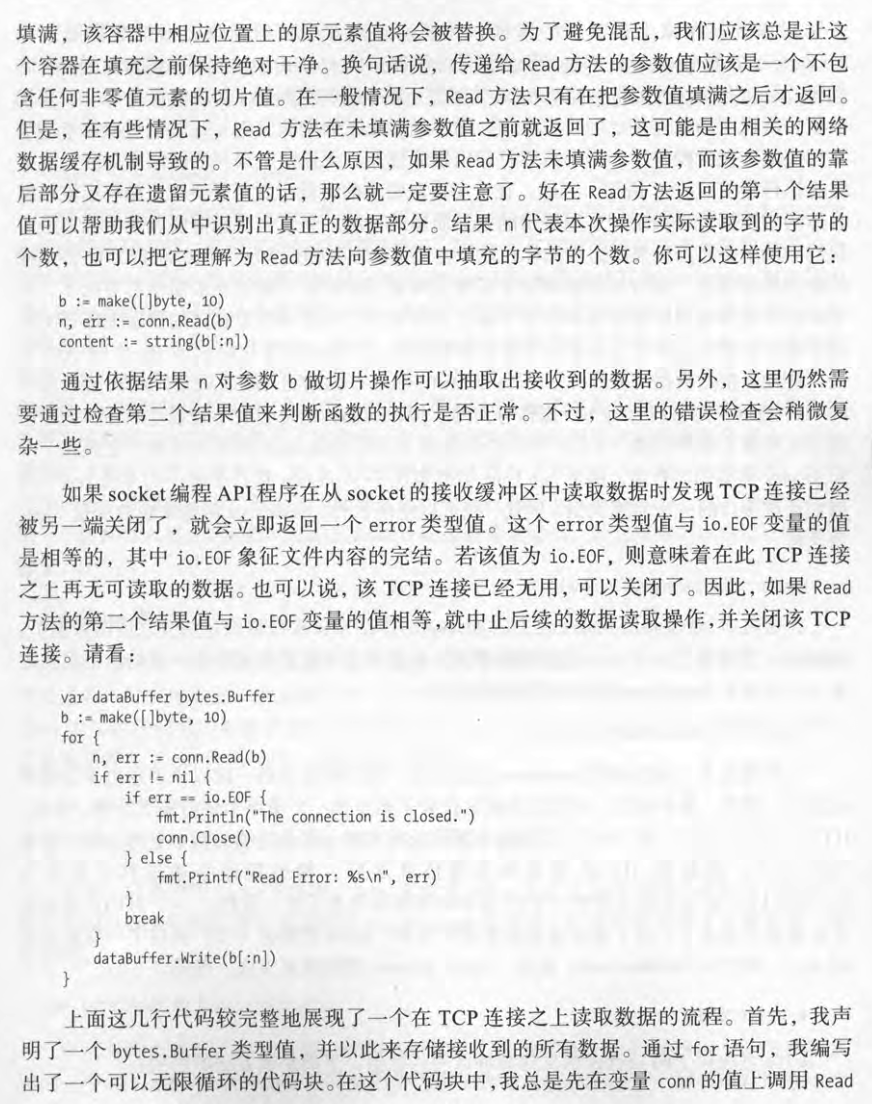 填满，该容器中相应位置上的原元素值将会被替换。为了避免混乱，我们应该总是让这
个容器在填充之前保持绝对干净。换句话说，传递给 Read 方法的参数值应该是一个不包
含任何非零值元素的切片值。在一般情况下，Read 方法只有在把参数值填满之后才返回。
但是，在有些情况下，Read 方法在未填满参数值之前就返回了，这可能是由相关的网络
数据缓存机制导致的。不管是什么原因，如果 Read 方法未填满参数值，而该参数值的靠
后部分又存在遗留元素值的话，那么就一定要注意了。好在 Read 方法返回的第一个结果
值可以帮助我们从中识别出真正的数据部分。结果 n 代表本次操作实际读取到的字节的
个数，也可以把它理解为 Read 方法向参数值中填充的字节的个数。你可以这样使用它：
b := make([]byte, 10)
n, err := conn.Read(b)
content := string(b[:n])
通过依据结果 n 对参数 b 做切片操作可以抽取出接收到的数据。另外，这里仍然需
要通过检查第二个结果值来判断函数的执行是否正常。不过，这里的错误检查会稍微复
杂一些。
如果 socket 编程 API 程序在从 socket 的接收缓冲区中读取数据时发现 TCP 连接已经
被另一端关闭了，就会立即返回一个 error 类型值。这个 error 类型值与 io.EOF 变量的值
是相等的，其中 io.EOF 象征文件内容的完结。若该值为 io.EOF，则意味着在此 TCP 连接
之上再无可读取的数据。也可以说，该 TCP 连接已经无用，可以关闭了。因此，如果 Read
方法的第二个结果值与 io.EOF 变量的值相等，就中止后续的数据读取操作，并关闭该 TCP
连接。请看：
var dataBuffer bytes.Buffer
b := make([]byte, 10)
for {
    n, err := conn.Read(b)
    if err != nil {
        if err == io.EOF {
            fmt.Println("The connection is closed.")
            conn.Close()
        } else {
            fmt.Printf("Read Error: %s\n", err)
        }
        break
    }
    dataBuffer.Write(b[:n])
}
上面这几行代码较完整地展现了一个在 TCP 连接之上读取数据的流程。首先，我声
明了一个 bytes.Buffer 类型值，并以此来存储接收到的所有数据。通过 for 语句，我编写
出了一个可以无限循环的代码块。在这个代码块中，我总是先在变量 conn 的值上调用 Read